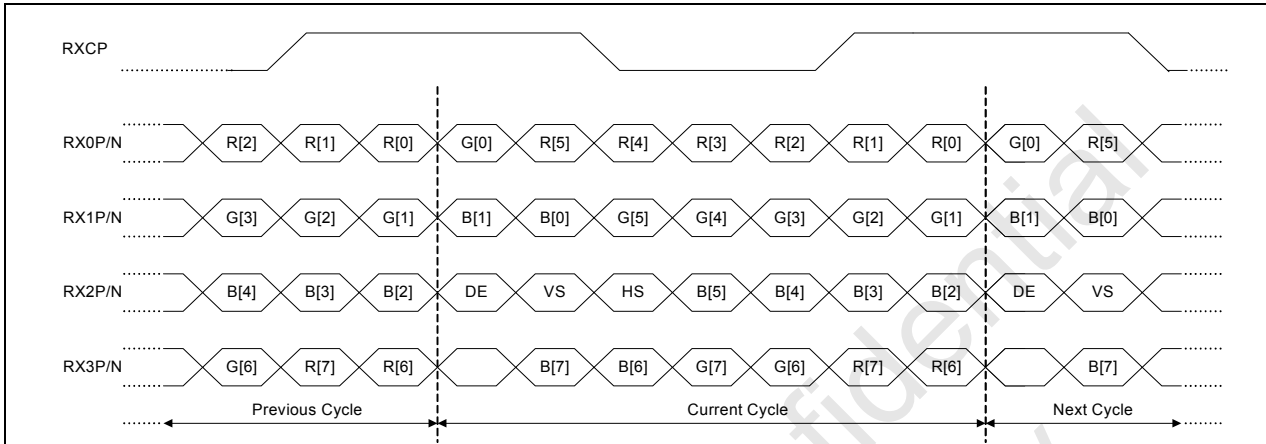 RXCP
RX0P/N R[2] R[1] R[0] G[0] R[5] R[4] R[3] R[2] R[1] R[0] G[0] R[5]
RX1P/N G[3] G[2] G[1] B[1] B[0] G[5] G[4] G[3] G[2] G[1] B[1] B[0]
RX2P/N B[4] B[3] B[2] DE VS HS B[5] B[4] B[3] B[2] DE VS
RX3P/N G[6] R[7] R[6] B[7] B[6] G[7] G[6] R[7] R[6] B[7]
Previous Cycle Current Cycle Next Cycle